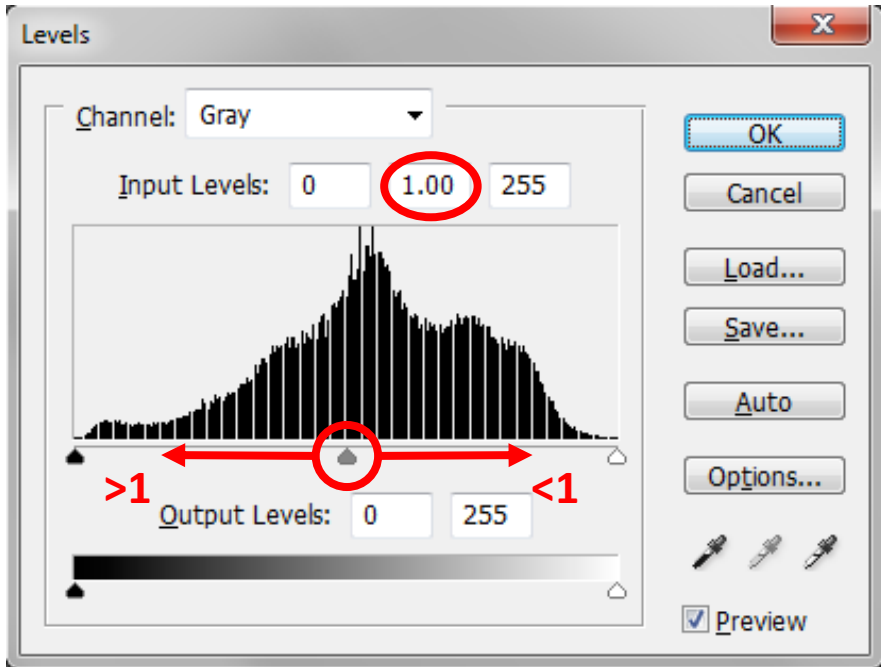 Levels
Channel: Gray
Input Levels: 0 1.00 255
>1 <1
Output Levels: 0 255
OK
Cancel
Load...
Save...
Auto
Options...
Preview